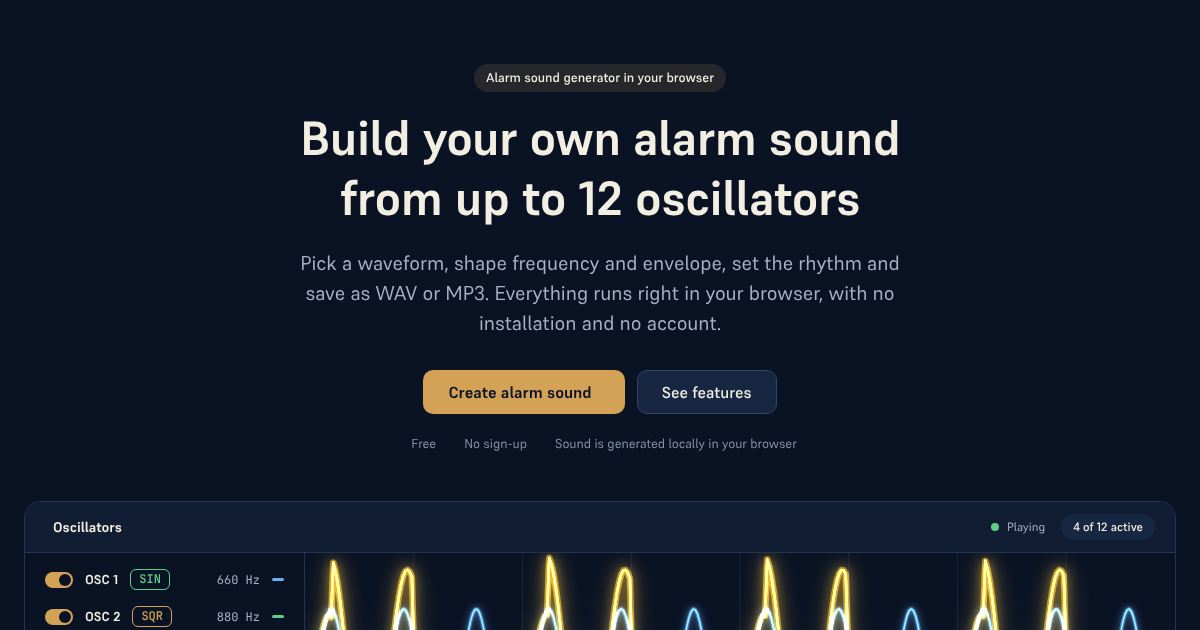 Alarm sound generator in your browser
Build your own alarm sound
from up to 12 oscillators
Pick a waveform, shape frequency and envelope, set the rhythm and
save as WAV or MP3. Everything runs right in your browser, with no
installation and no account.
Create alarm sound
See features
Free
No sign-up
Sound is generated locally in your browser
Oscillators
Playing
4 of 12 active
OSC 1 SIN 660 Hz
OSC 2 SQR 880 Hz